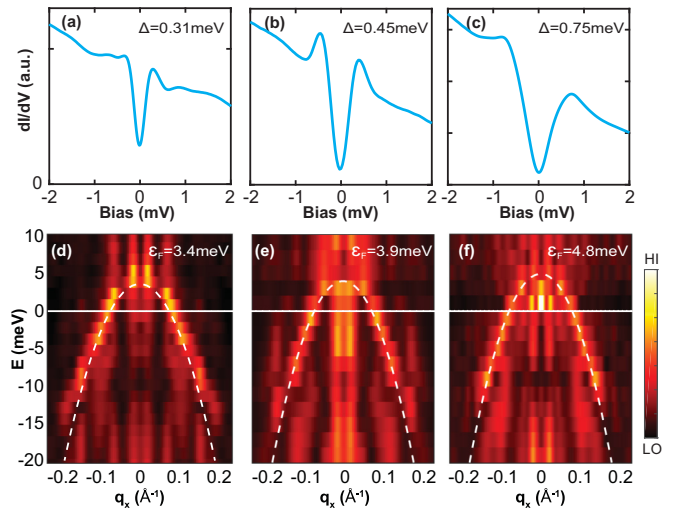 (a) Δ=0.31meV
(b) Δ=0.45meV
(c) Δ=0.75meV
dI/dV (a.u.)
0
-2 -1 0 1 2
-2 -1 0 1 2
-2 -1 0 1 2
Bias (mV)
Bias (mV)
Bias (mV)
(d) εF=3.4meV
(e) εF=3.9meV
(f) εF=4.8meV
E (meV)
10
5
0
-5
-10
-15
-20
-0.2 -0.1 0 0.1 0.2
-0.2 -0.1 0 0.1 0.2
-0.2 -0.1 0 0.1 0.2
qx (Å-1)
qx (Å-1)
qx (Å-1)
HI
LO